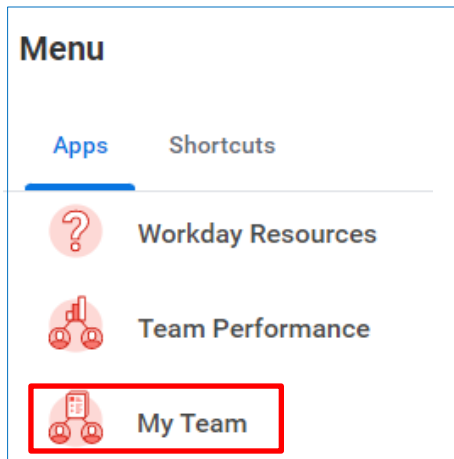 Menu
Apps Shortcuts
Workday Resources
Team Performance
My Team